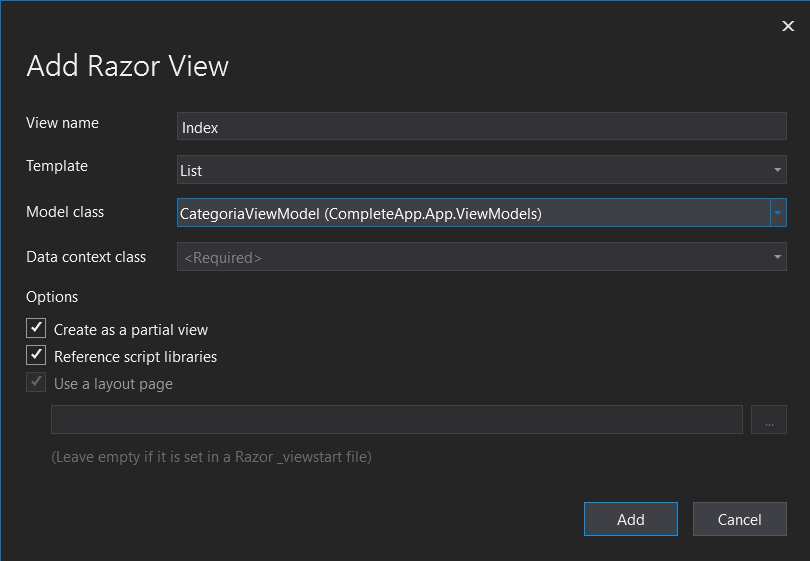 Add Razor View
View name
Index
Template
List
Model class
CategoriaViewModel (CompleteApp.App.ViewModels)
Data context class
<Required>
Options
Create as a partial view
Reference script libraries
Use a layout page
...
(Leave empty if it is set in a Razor _viewstart file)
Add
Cancel